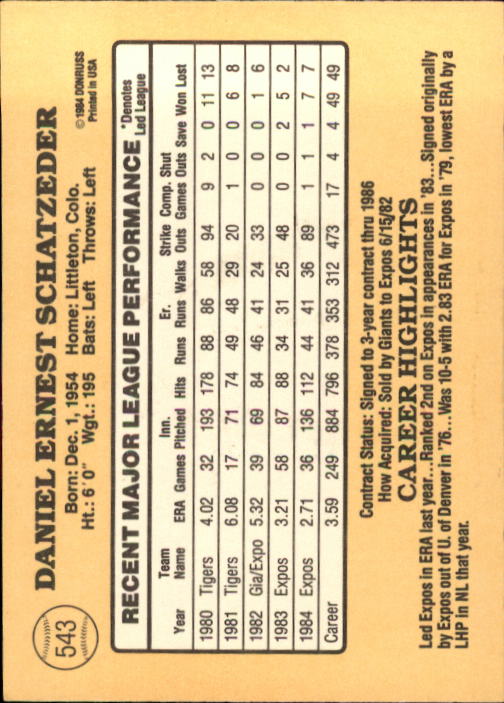 543
DANIEL ERNEST SCHATZEDER
© 1984 DONRUSS
Printed in USA
Born: Dec. 1, 1954 Home: Littleton, Colo.
Ht.: 6' 0" Wgt.: 195 Bats: Left Throws: Left
RECENT MAJOR LEAGUE PERFORMANCE *Denotes Led League
Team Inn. Er. Strike Comp. Shut
Year Name ERA Games Pitched Hits Runs Runs Walks Outs Games Outs Save Won Lost
1980 Tigers 4.02 32 193 178 88 86 58 94 9 2 0 11 13
1981 Tigers 6.08 17 71 74 49 48 29 20 1 0 0 6 8
1982 Gia/Expo 5.32 39 69 84 46 41 24 33 0 0 0 1 6
1983 Expos 3.21 58 87 88 34 31 25 48 0 0 2 5 2
1984 Expos 2.71 36 136 112 44 41 36 89 1 1 1 7 7
Career 3.59 249 884 796 378 353 312 473 17 4 4 49 49
Contract Status: Signed to 3-year contract thru 1986
How Acquired: Sold by Giants to Expos 6/15/82
CAREER HIGHLIGHTS
Led Expos in ERA last year...Ranked 2nd on Expos in appearances in '83...Signed originally
by Expos out of U. of Denver in '76...Was 10-5 with 2.83 ERA for Expos in '79, lowest ERA by a
LHP in NL that year.